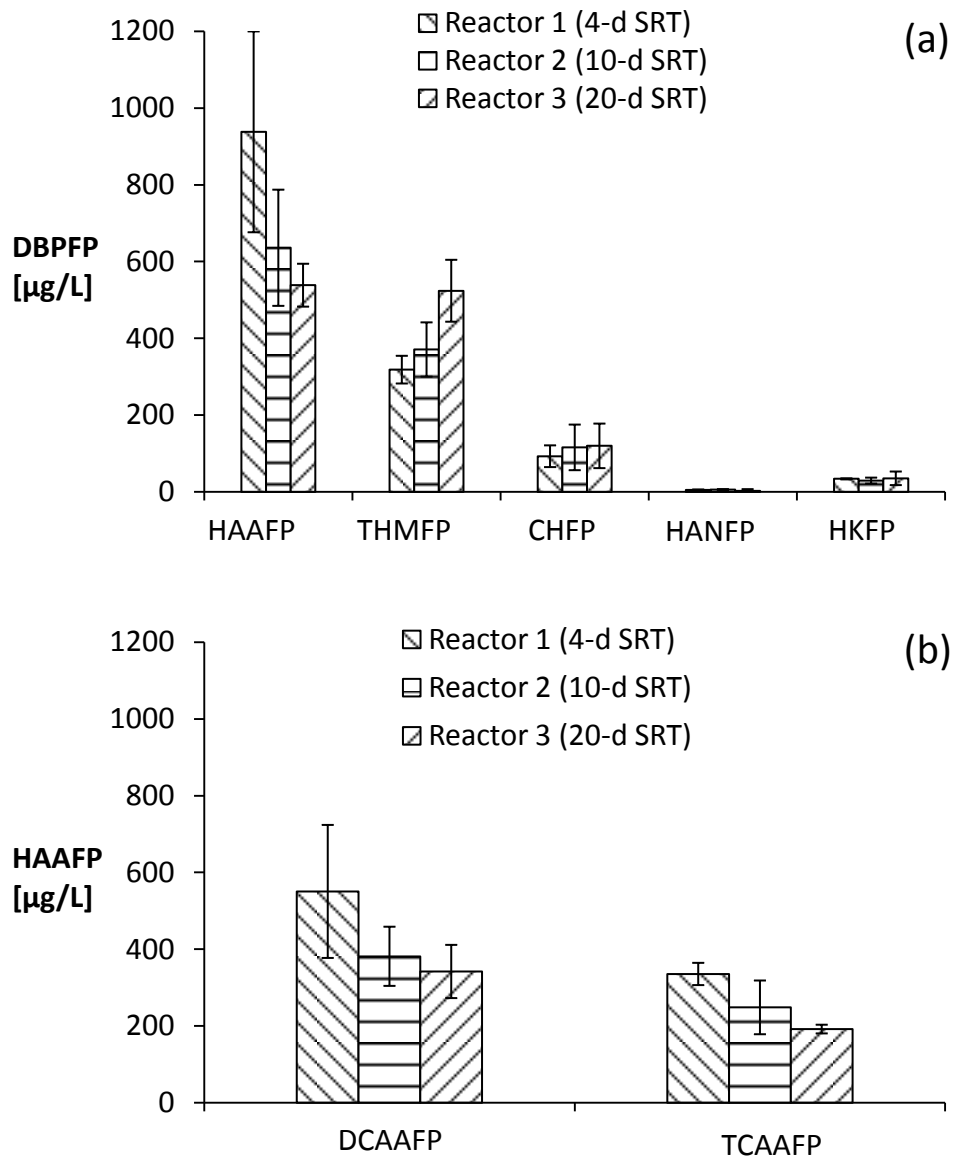 Reactor 1 (4-d SRT)
Reactor 2 (10-d SRT)
Reactor 3 (20-d SRT)
(a)
1200
1000
800
600
400
200
0
DBPFP
[µg/L]
HAAFP THMFP CHFP HANFP HKFP
Reactor 1 (4-d SRT)
Reactor 2 (10-d SRT)
Reactor 3 (20-d SRT)
(b)
1200
1000
800
600
400
200
0
HAAFP
[µg/L]
DCAAFP TCAAFP